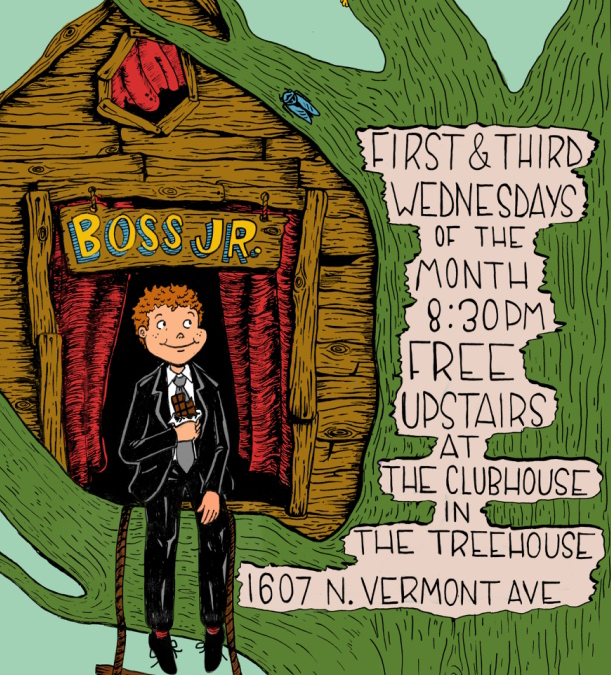 BOSS JR.
FIRST & THIRD
WEDNESDAYS
OF THE
MONTH
8:30PM
FREE
UPSTAIRS
AT
THE CLUBHOUSE
IN
THE TREEHOUSE
1607 N. VERMONT AVE